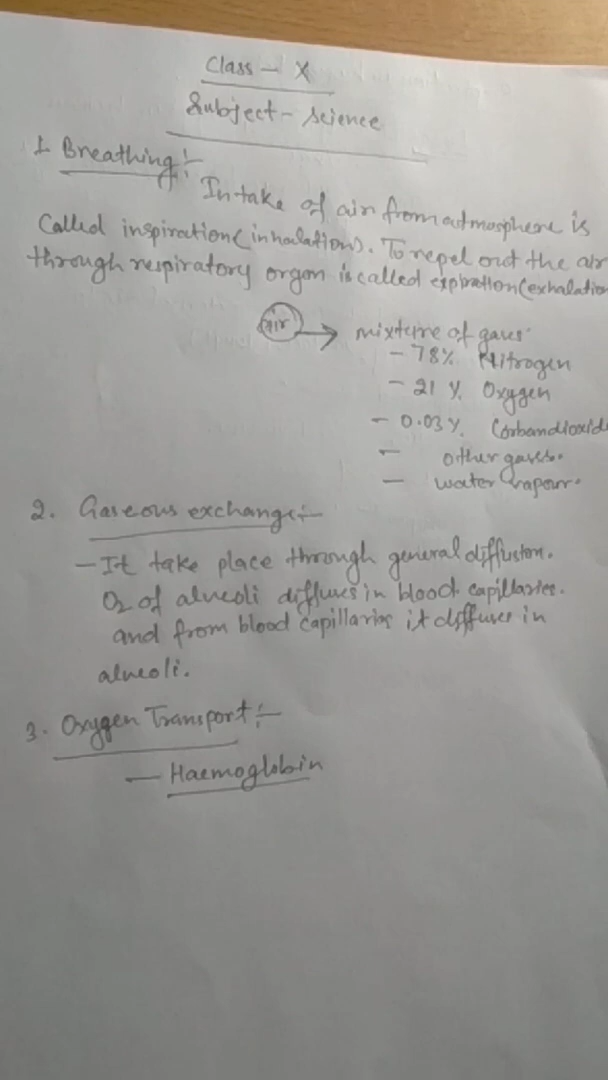 Class - X
Subject - Science
1. Breathing :-
Intake of air from atmosphere is
Called inspiration (inhalation). To repel out the air
through respiratory organ is called expiration (exhalation
air → mixture of gases
- 78% Nitrogen
- 21 % Oxygen
- 0.03 %. Carbondioxide
- other gases.
- water vapour.
2. Gaseous exchange :-
- It take place through general diffusion.
O2 of alveoli diffuses in blood capillaries.
and from blood capillaries it diffuses in
alveoli.
3. Oxygen Transport :-
- Haemoglobin